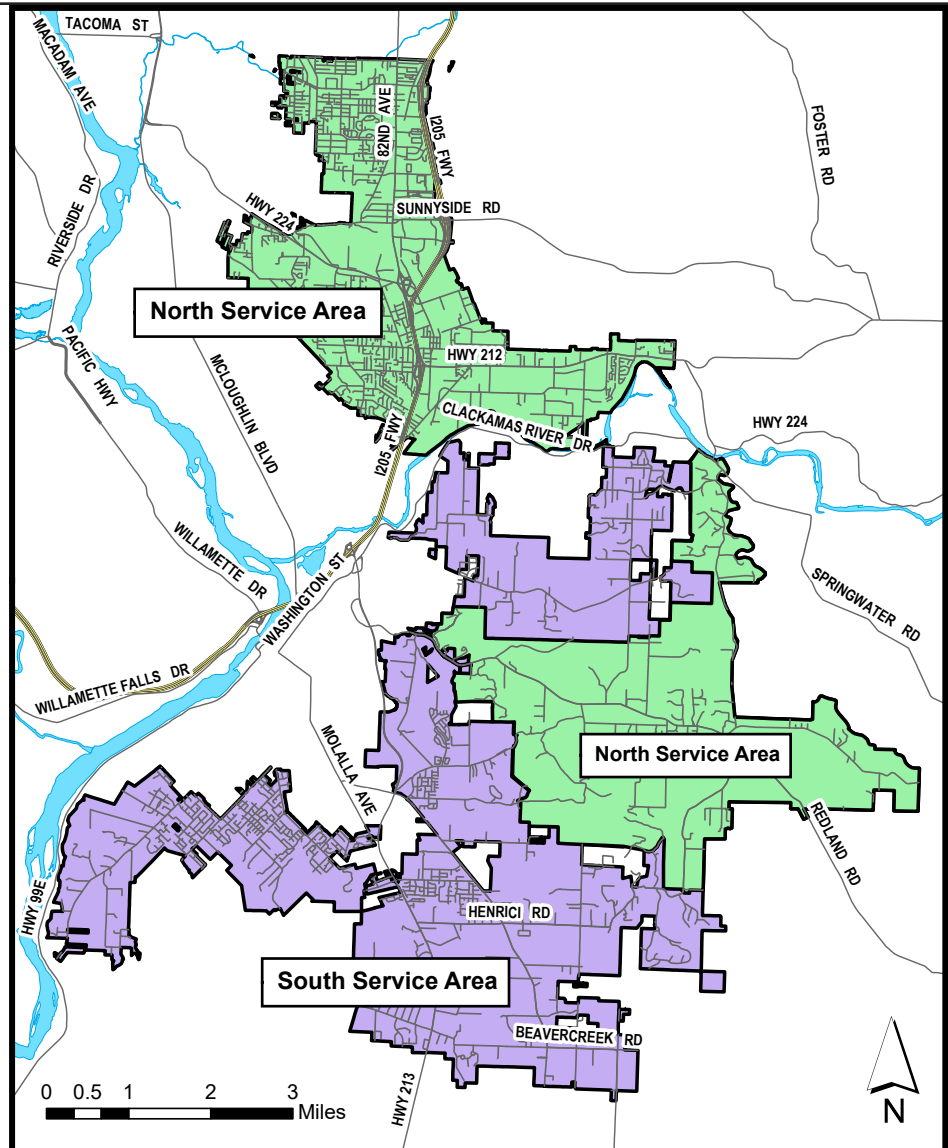 TACOMA ST
MACADAM AVE
82ND AVE
I205 FWY
FOSTER RD
RIVERSIDE DR
HWY 224
SUNNYSIDE RD
North Service Area
PACIFIC HWY
MCLOUGHLIN BLVD
HWY 212
CLACKAMAS RIVER DR
I205 FWY
HWY 224
WILLAMETTE DR
WASHINGTON ST
SPRINGWATER RD
WILLAMETTE FALLS DR
MOLALLA AVE
North Service Area
REDLAND RD
HWY 99E
HENRICI RD
South Service Area
BEAVERCREEK RD
HWY 213
0 0.5 1 2 3
Miles
N